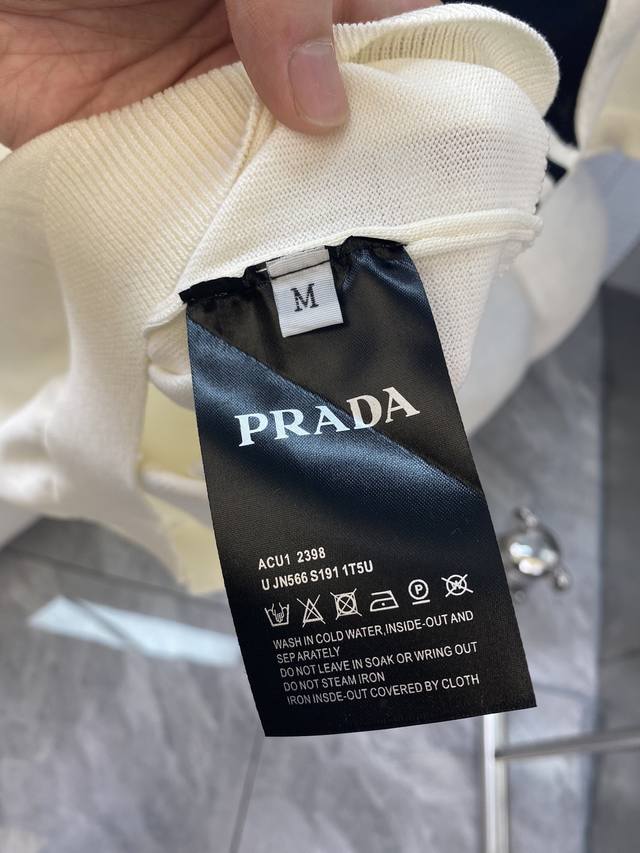 M
PRADA
ACU1 2398
U JN566 S191 1T5U
P
WASH IN COLD WATER,INSIDE-OUT AND
SEPARATELY
DO NOT LEAVE IN SOAK OR WRING OUT
DO NOT STEAM IRON
IRON INSDE-OUT COVERED BY CLOTH